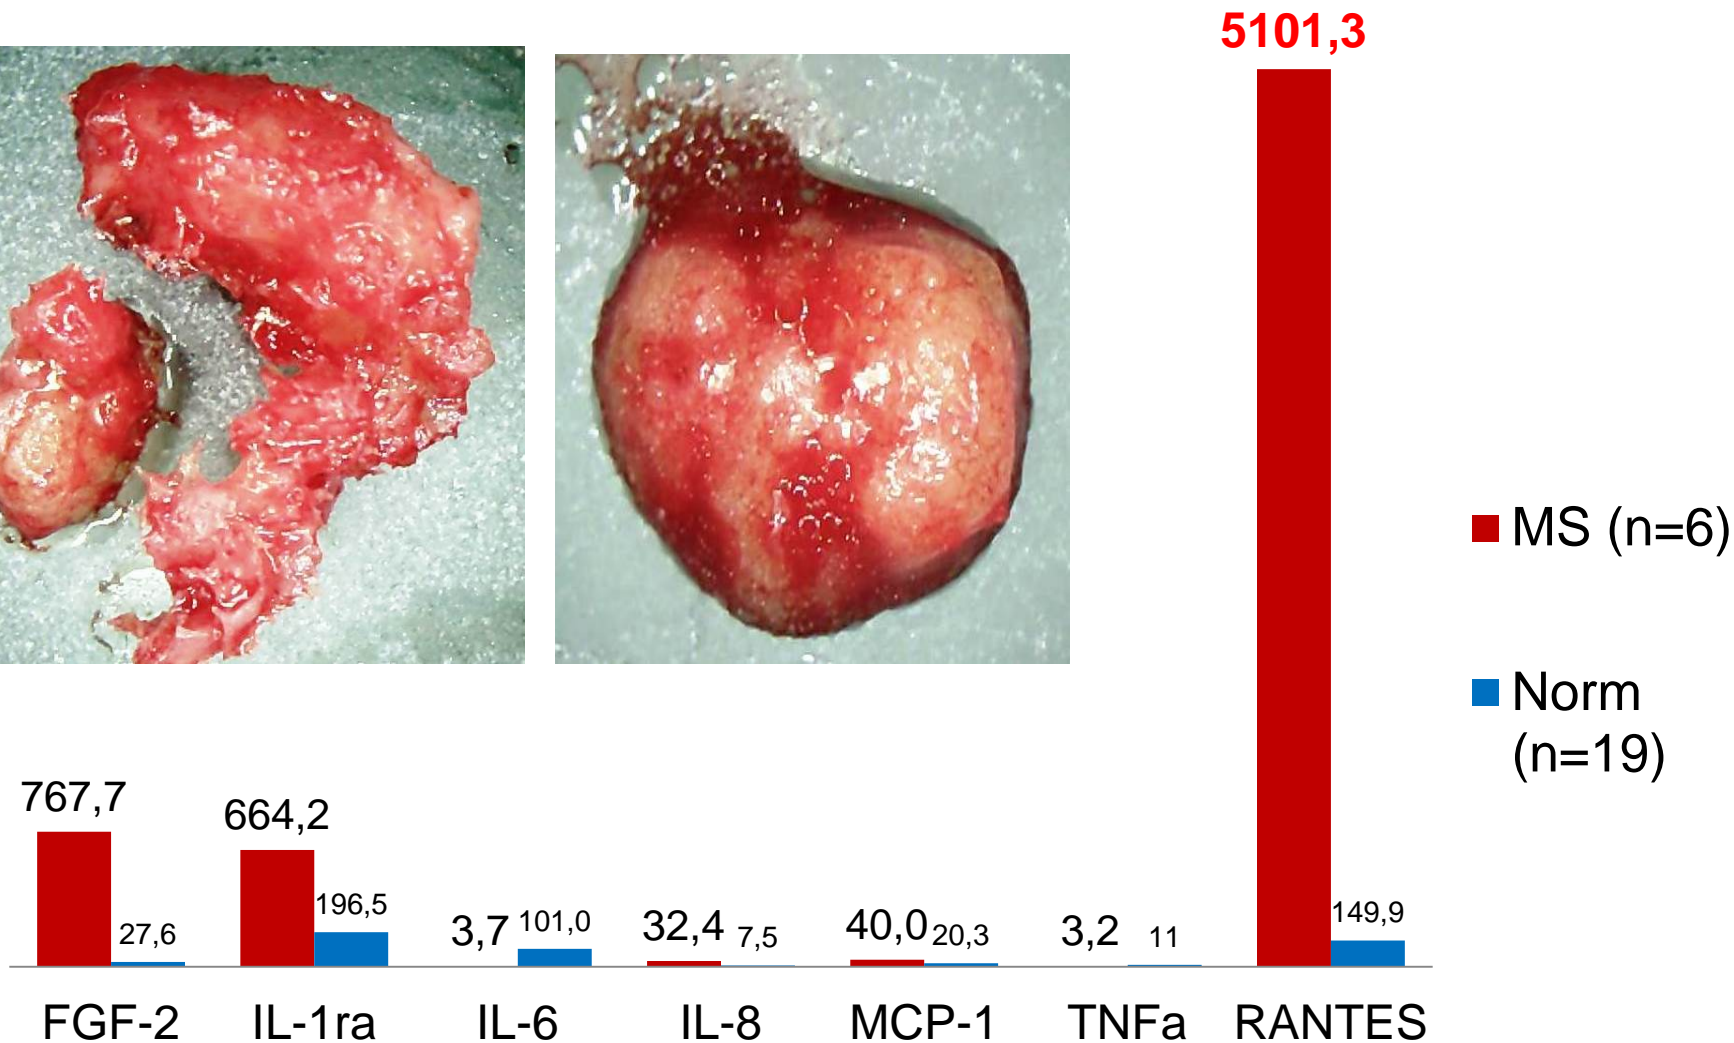 5101,3
MS (n=6)
Norm
(n=19)
767,7
27,6
664,2
196,5
3,7
101,0
32,4
7,5
40,0
20,3
3,2
11
149,9
FGF-2
IL-1ra
IL-6
IL-8
MCP-1
TNFa
RANTES